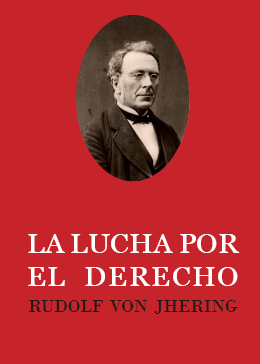 LA LUCHA POR
EL DERECHO
RUDOLF VON JHERING